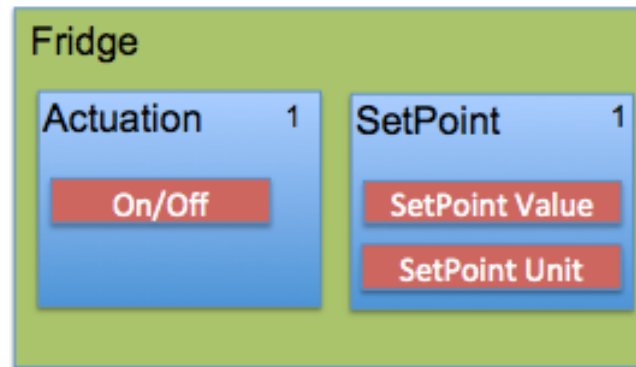 Fridge
Actuation 1
SetPoint 1
On/Off
SetPoint Value
SetPoint Unit